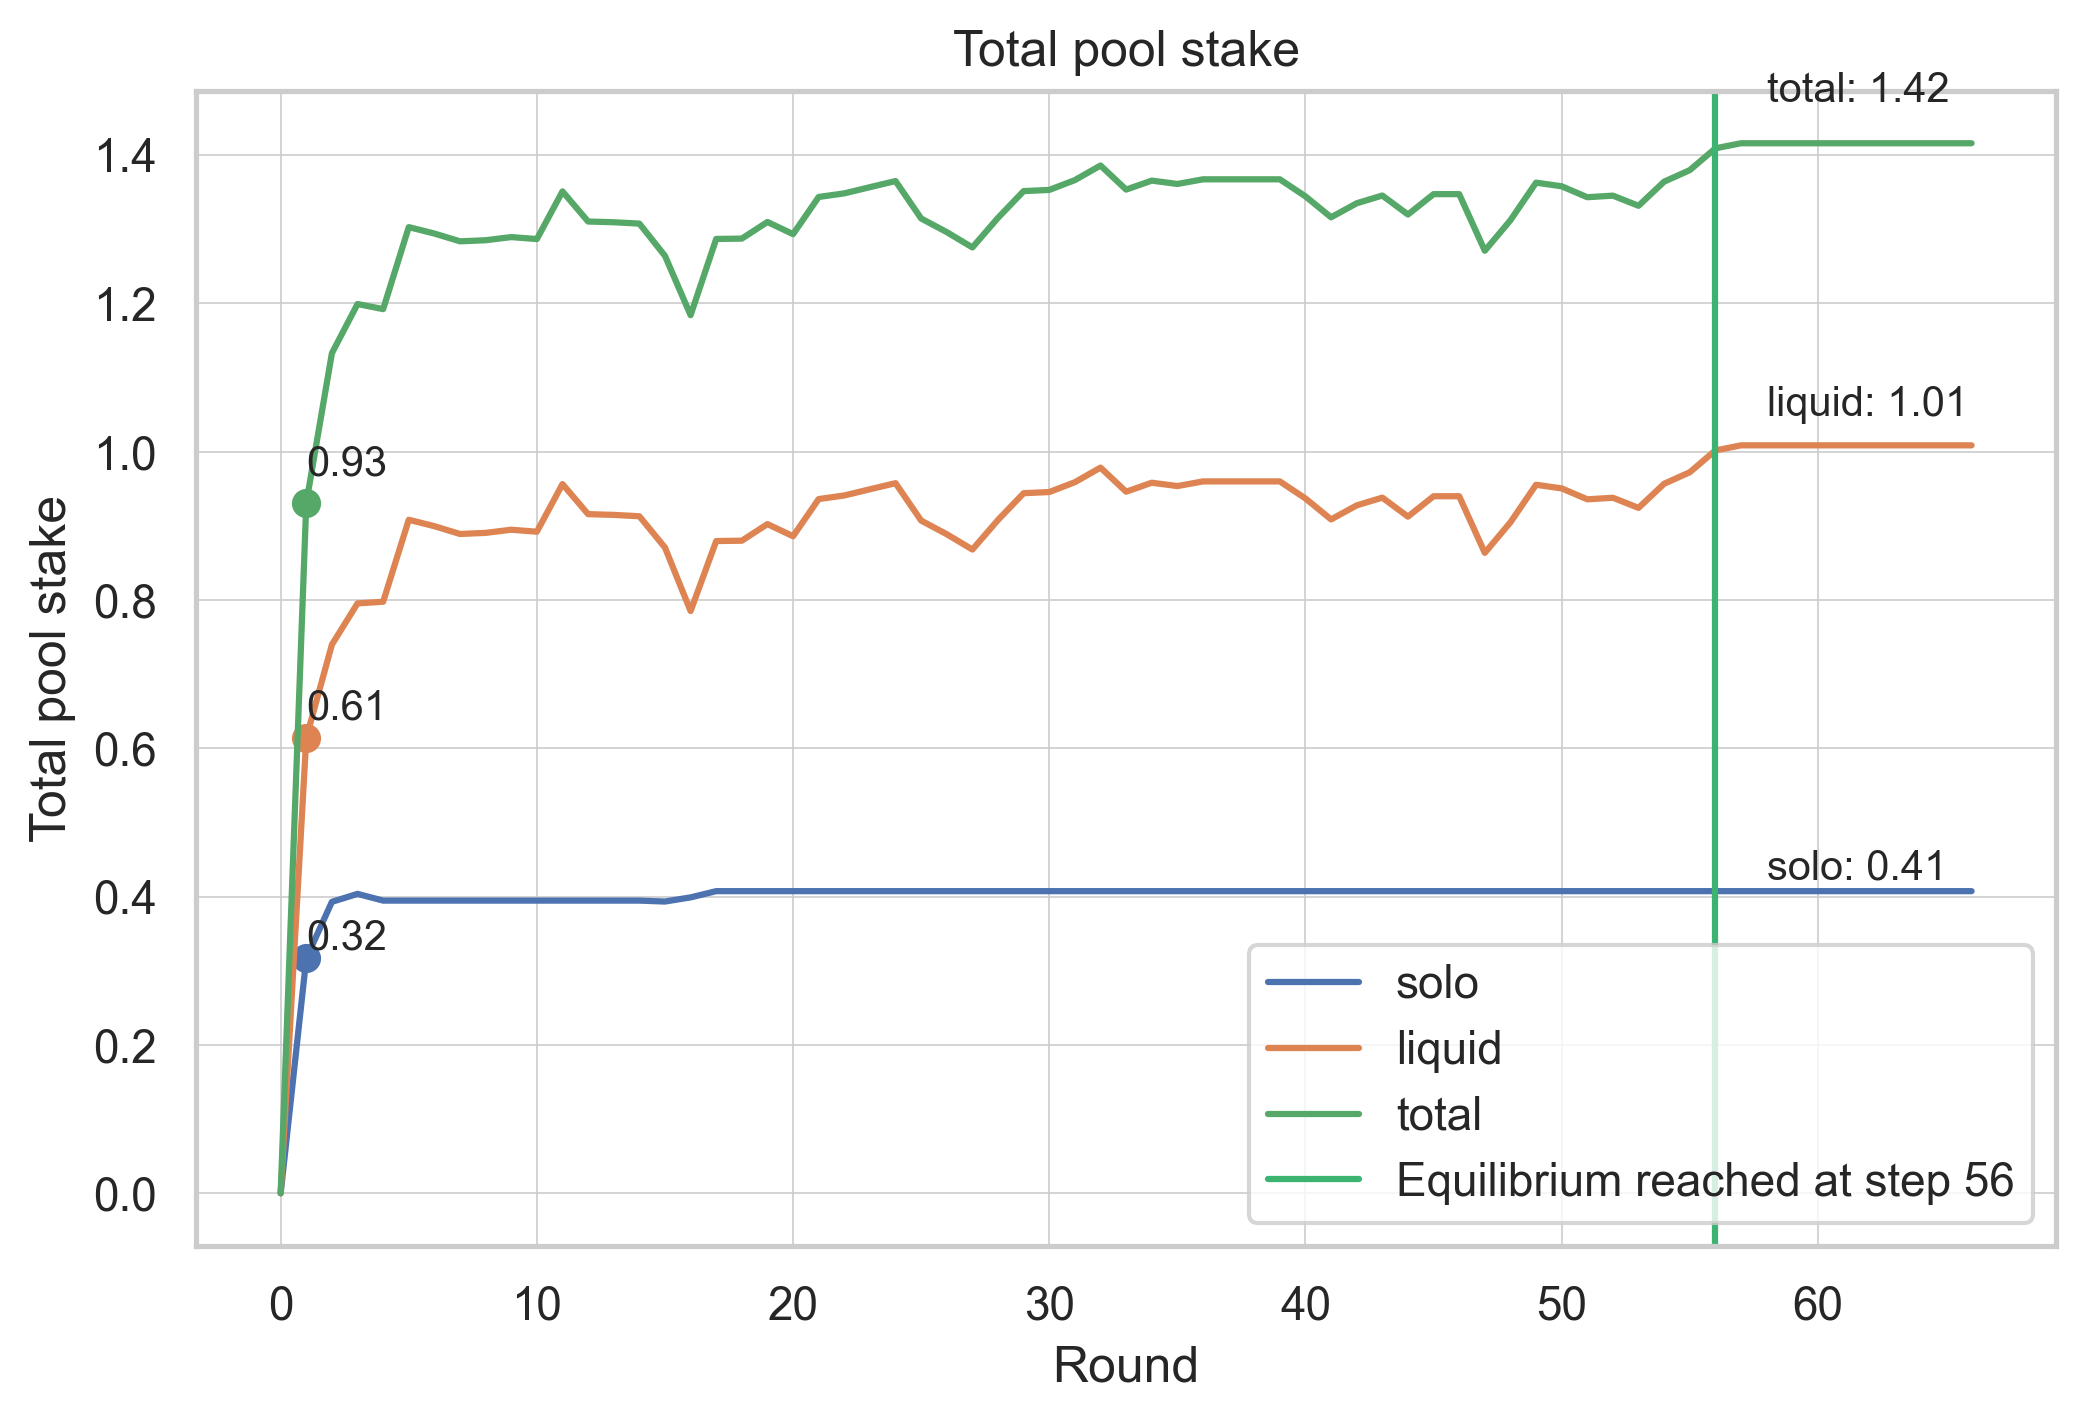 Total pool stake
total: 1.42
1.4
1.2
liquid: 1.01
1.0
0.93
0.8
0.61
0.6
solo: 0.41
0.4
0.32
0.2
0.0
Total pool stake
solo
liquid
total
Equilibrium reached at step 56
0 10 20 30 40 50 60
Round